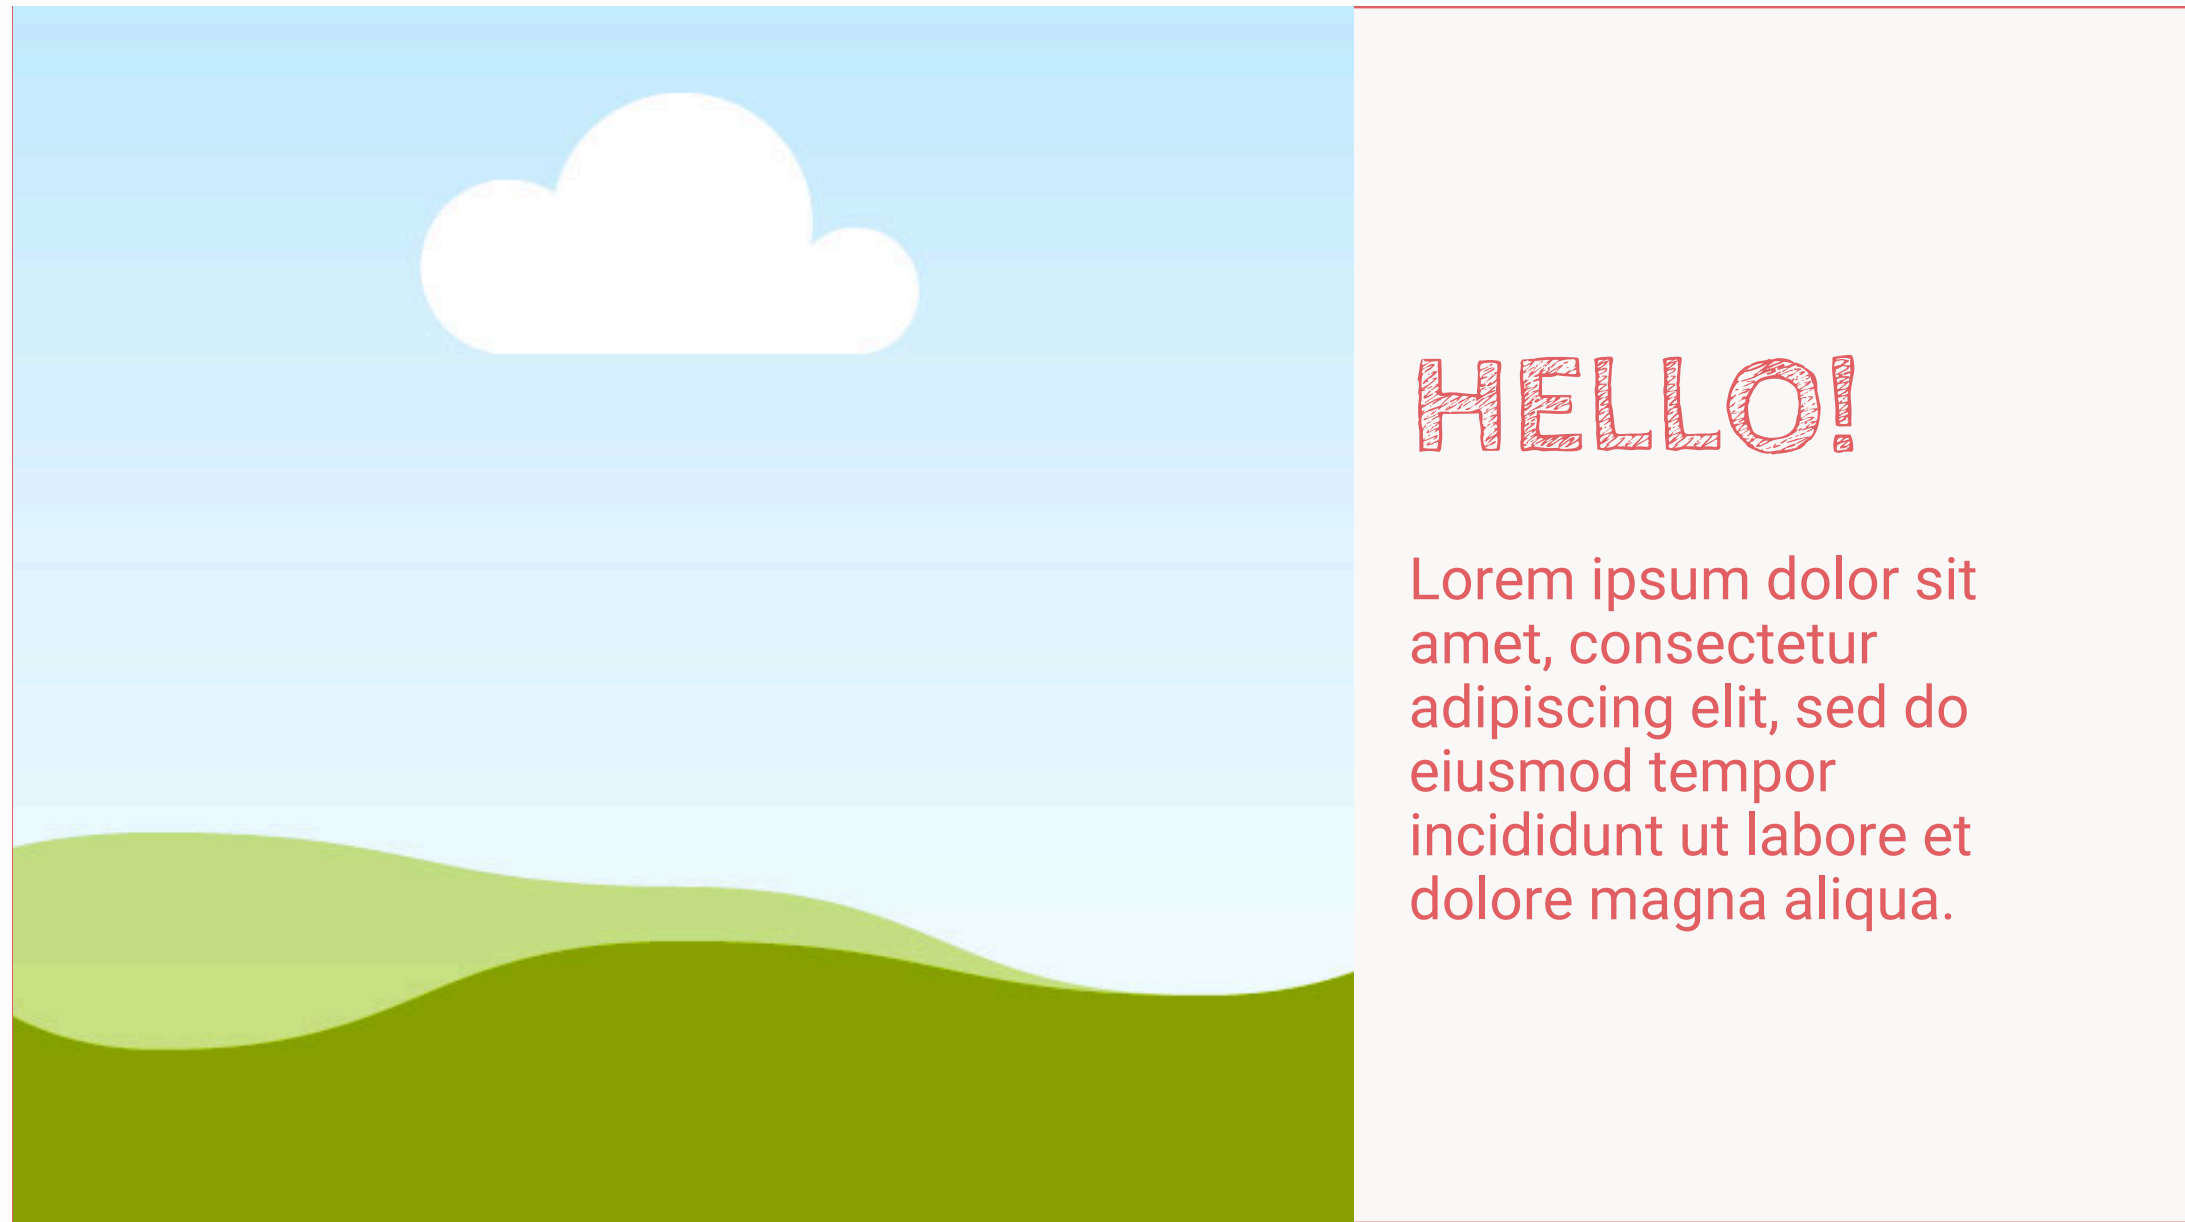 HELLO!
Lorem ipsum dolor sit
amet, consectetur
adipiscing elit, sed do
eiusmod tempor
incididunt ut labore et
dolore magna aliqua.